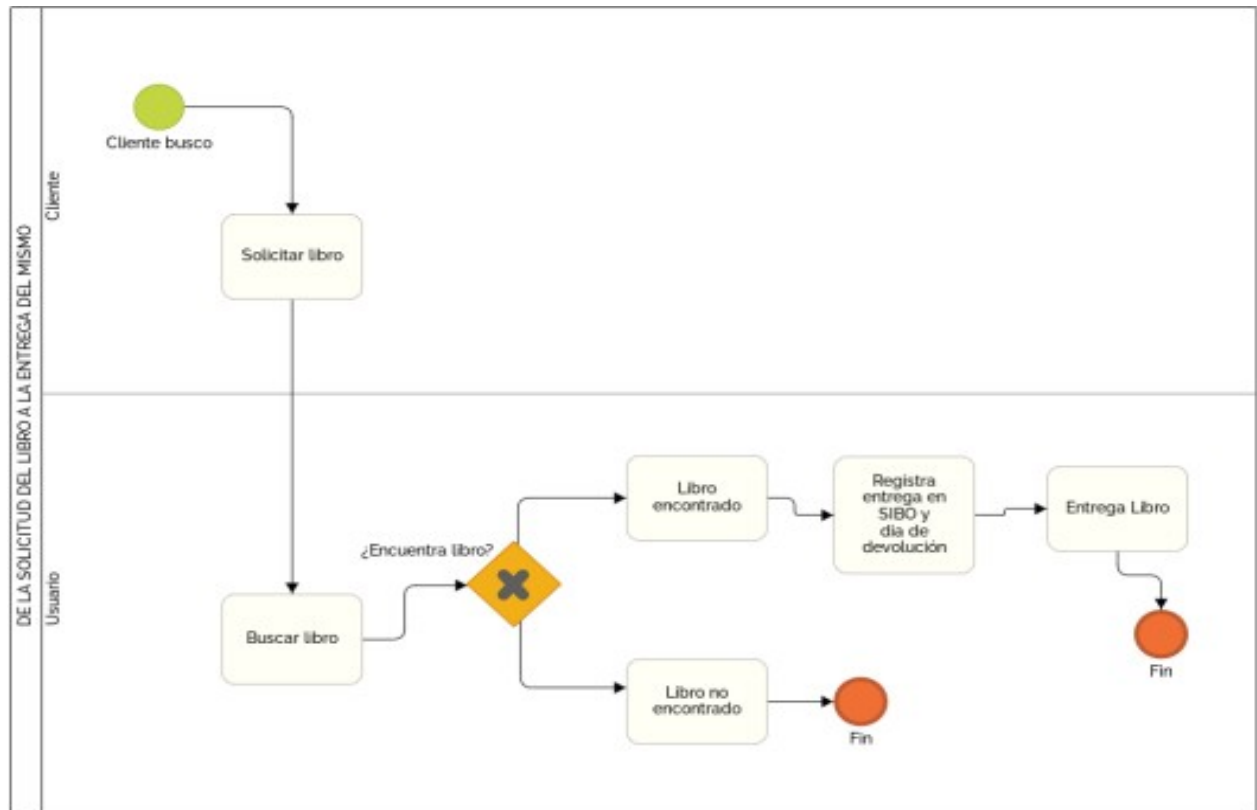 DE LA SOLICITUD DEL LIBRO A LA ENTREGA DEL MISMO
Cliente
Cliente busco
Solicitar libro
Usuario
Buscar libro
¿Encuentra libro?
Libro
encontrado
Registra
entrega en
SIBO y
dia de
devolución
Entrega Libro
Fin
Libro no
encontrado
Fin